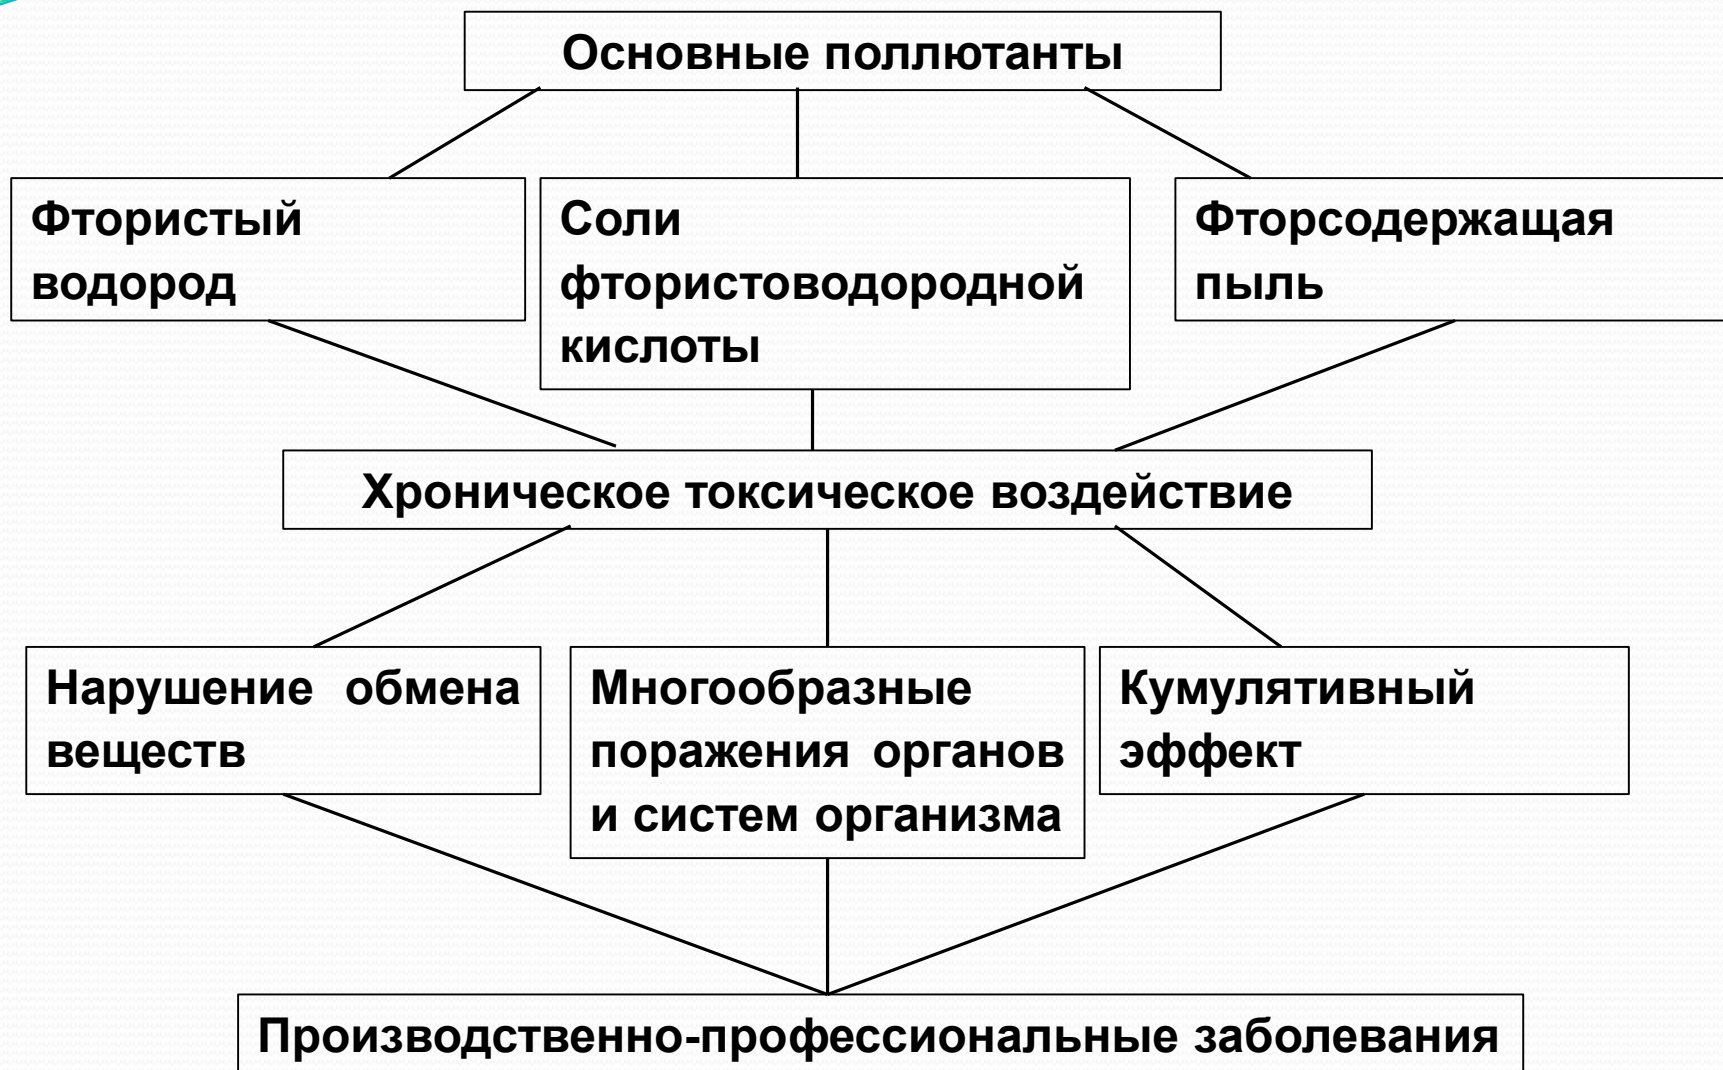 Основные поллютанты
Фтористый
водород
Соли
фтористоводородной
кислоты
Фторсодержащая
пыль
Хроническое токсическое воздействие
Нарушение обмена
веществ
Многообразные
поражения органов
и систем организма
Кумулятивный
эффект
Производственно-профессиональные заболевания